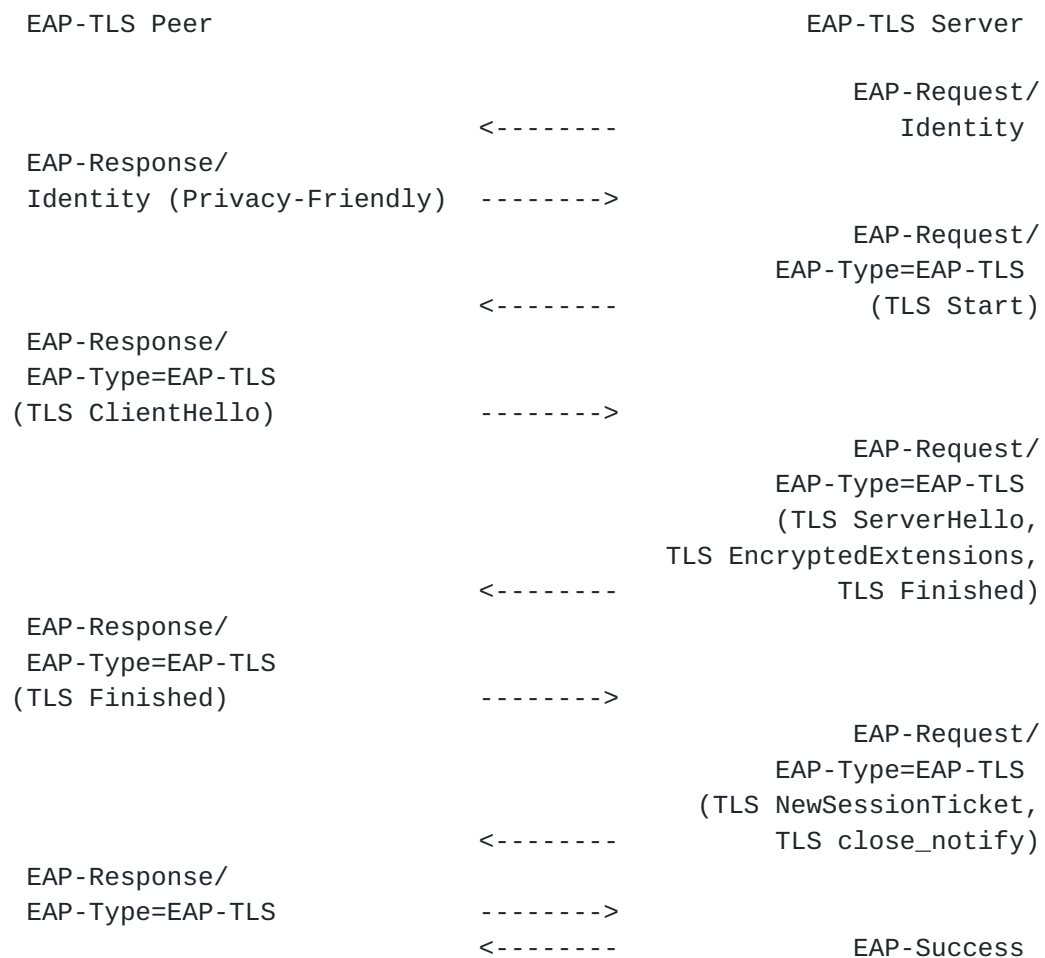 EAP-TLS Peer                                      EAP-TLS Server

                                                     EAP-Request/
                             <--------                  Identity
EAP-Response/
Identity (Privacy-Friendly)  -------->
                                                     EAP-Request/
                                                EAP-Type=EAP-TLS
                             <--------                (TLS Start)
EAP-Response/
EAP-Type=EAP-TLS
(TLS ClientHello)             -------->
                                                     EAP-Request/
                                                EAP-Type=EAP-TLS
                                                (TLS ServerHello,
                                         TLS EncryptedExtensions,
                             <--------              TLS Finished)
EAP-Response/
EAP-Type=EAP-TLS
(TLS Finished)                -------->
                                                     EAP-Request/
                                                EAP-Type=EAP-TLS
                                           (TLS NewSessionTicket,
                             <--------          TLS close_notify)
EAP-Response/
EAP-Type=EAP-TLS             -------->
                             <--------               EAP-Success